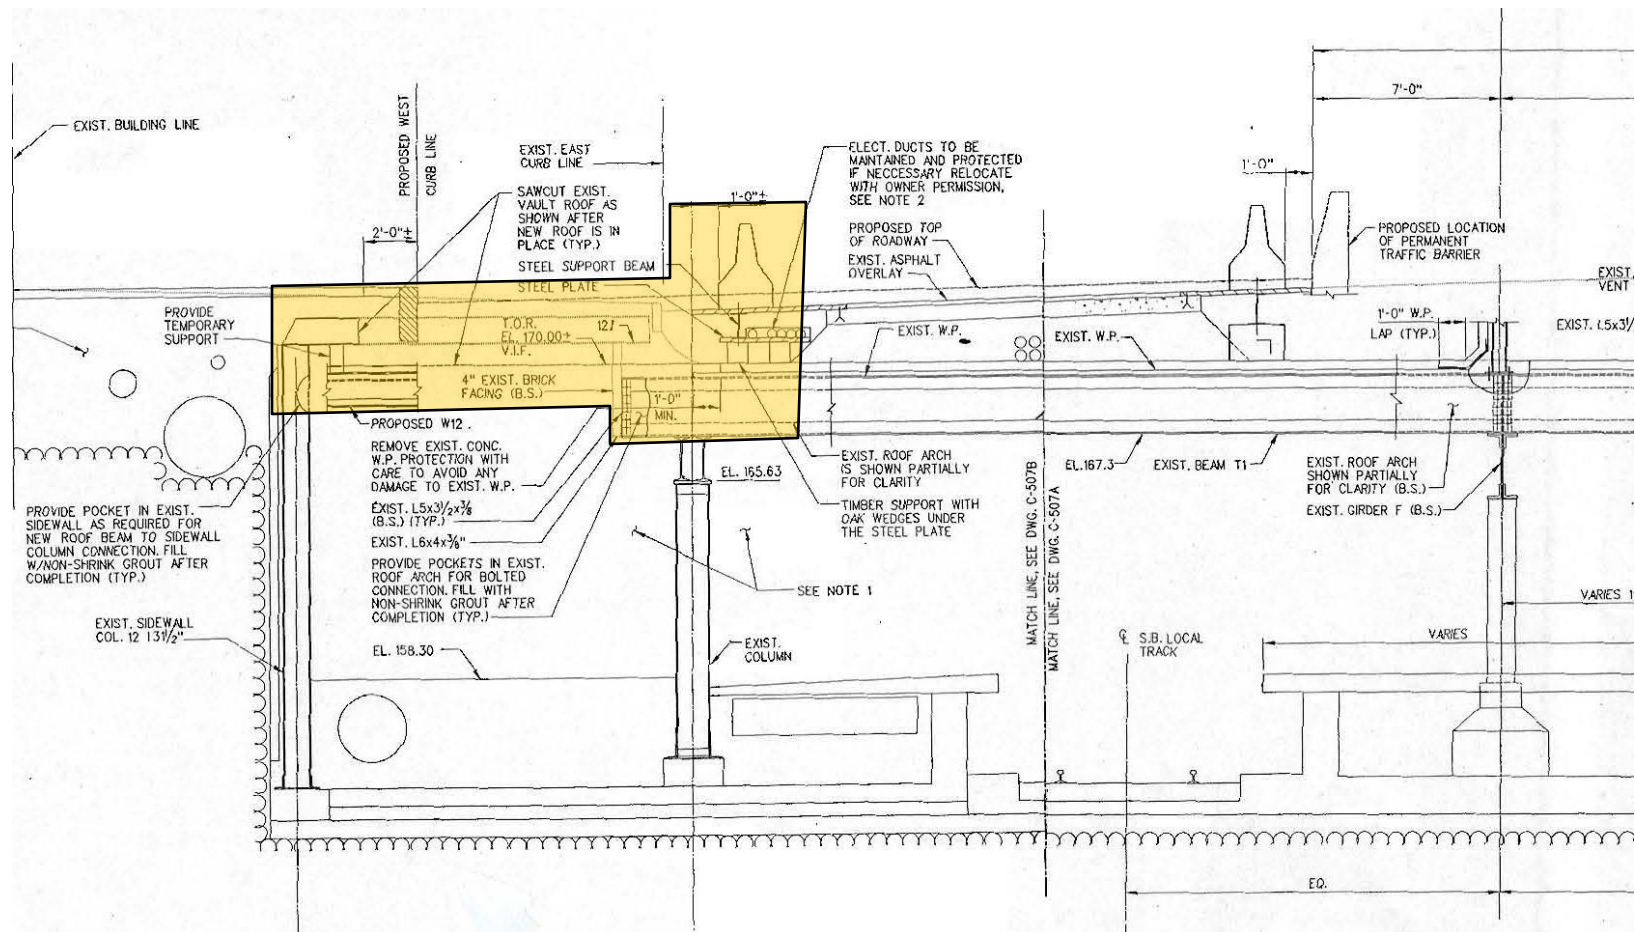 EXIST. BUILDING LINE
PROPOSED WEST
CURB LINE
EXIST. EAST
CURB LINE
SAWCUT EXIST.
VAULT ROOF AS
SHOWN AFTER
NEW ROOF IS IN
PLACE (TYP.)
2'-0"±
STEEL SUPPORT BEAM
STEEL PLATE
1'-0"±
ELECT. DUCTS TO BE
MAINTAINED AND PROTECTED
IF NECCESSARY RELOCATE
WITH OWNER PERMISSION,
SEE NOTE 2
PROPOSED TOP
OF ROADWAY
EXIST. ASPHALT
OVERLAY
7'-0"
1'-0"
PROPOSED LOCATION
OF PERMANENT
TRAFFIC BARRIER
EXIST.
VENT
1'-0" W.P.
LAP (TYP.)
EXIST. L5x3½
PROVIDE
TEMPORARY
SUPPORT
T.O.R.
EL. 170.00±
V.I.F.
12I
4" EXIST. BRICK
FACING (B.S.)
1'-0"
MIN.
EXIST. W.P.
EXIST. W.P.
PROPOSED W12
REMOVE EXIST. CONC.
W.P. PROTECTION WITH
CARE TO AVOID ANY
DAMAGE TO EXIST. W.P.
EXIST. L5x3½x⅜
(B.S.) (TYP.)
EXIST. L6x4x⅜"
PROVIDE POCKETS IN EXIST.
ROOF ARCH FOR BOLTED
CONNECTION. FILL WITH
NON-SHRINK GROUT AFTER
COMPLETION (TYP.)
EL. 158.30
PROVIDE POCKET IN EXIST.
SIDEWALL AS REQUIRED FOR
NEW ROOF BEAM TO SIDEWALL
COLUMN CONNECTION. FILL
W/NON-SHRINK GROUT AFTER
COMPLETION (TYP.)
EXIST. SIDEWALL
COL. 12 I 31½"
EL. 165.63
EXIST. ROOF ARCH
IS SHOWN PARTIALLY
FOR CLARITY
TIMBER SUPPORT WITH
OAK WEDGES UNDER
THE STEEL PLATE
SEE NOTE 1
EXIST.
COLUMN
MATCH LINE, SEE DWG. C-507B
MATCH LINE, SEE DWG. C-507A
EL.167.3
EXIST. BEAM T1
EXIST. ROOF ARCH
SHOWN PARTIALLY
FOR CLARITY (B.S.)
EXIST. GIRDER F (B.S.)
VARIES 1
VARIES
℄ S.B. LOCAL
TRACK
EQ.